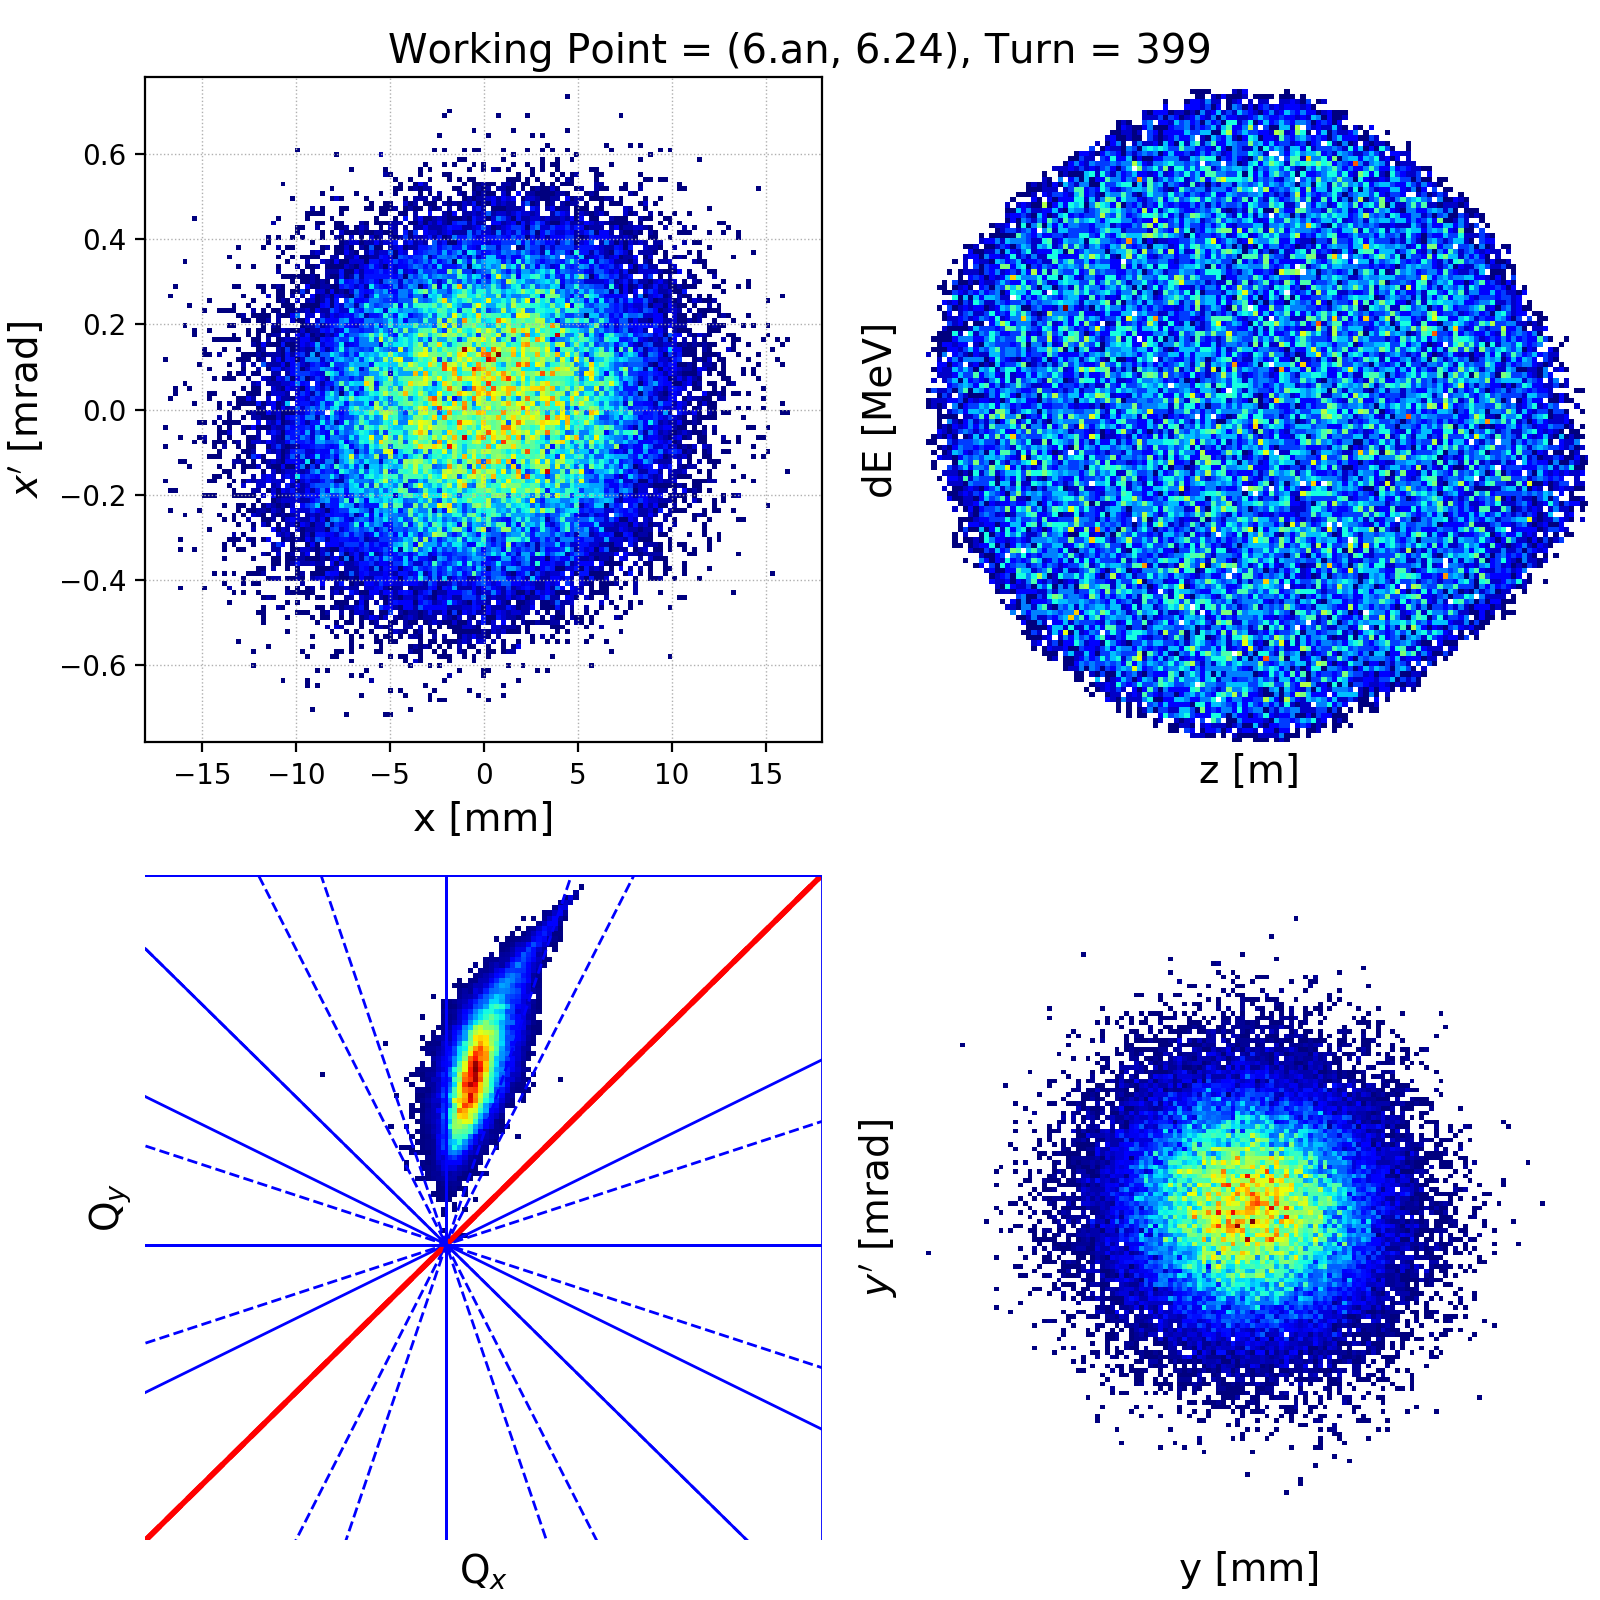 Working Point = (6.an, 6.24), Turn = 399
0.6
0.4
0.2
0.0
−0.2
−0.4
−0.6
x′ [mrad]
−15 −10 −5 0 5 10 15
x [mm]
dE [MeV]
z [m]
Qy
Qx
y′ [mrad]
y [mm]